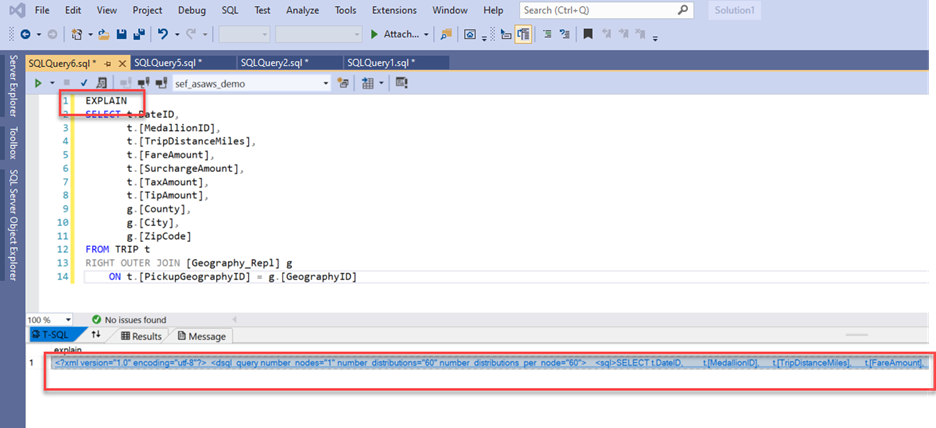 File Edit View Project Debug SQL Test Analyze Tools Extensions Window Help Search (Ctrl+Q) Solution1
Attach...
SQLQuery6.sql * SQLQuery5.sql * SQLQuery2.sql * SQLQuery1.sql *
sef_asaws_demo
Server Explorer
Toolbox
SQL Server Object Explorer
1 EXPLAIN
2 SELECT t.DateID,
3 t.[MedallionID],
4 t.[TripDistanceMiles],
5 t.[FareAmount],
6 t.[SurchargeAmount],
7 t.[TaxAmount],
8 t.[TipAmount],
9 g.[County],
10 g.[City],
11 g.[ZipCode]
12 FROM TRIP t
13 RIGHT OUTER JOIN [Geography_Repl] g
14 ON t.[PickupGeographyID] = g.[GeographyID]
100 % No issues found
T-SQL Results Message
explain
1 <?xml version="1.0" encoding="utf-8"?> <dsql_query number_nodes="1" number_distributions="60" number_distributions_per_node="60"> <sql>SELECT t.DateID, t.[MedallionID], t.[TripDistanceMiles], t.[FareAmount],